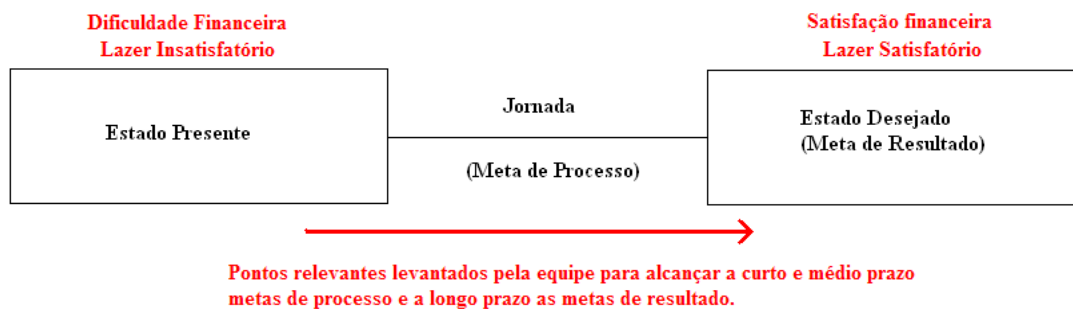 Dificuldade Financeira
Lazer Insatisfatório
Satisfação financeira
Lazer Satisfatório
Estado Presente
Jornada
(Meta de Processo)
Estado Desejado
(Meta de Resultado)
Pontos relevantes levantados pela equipe para alcançar a curto e médio prazo
metas de processo e a longo prazo as metas de resultado.